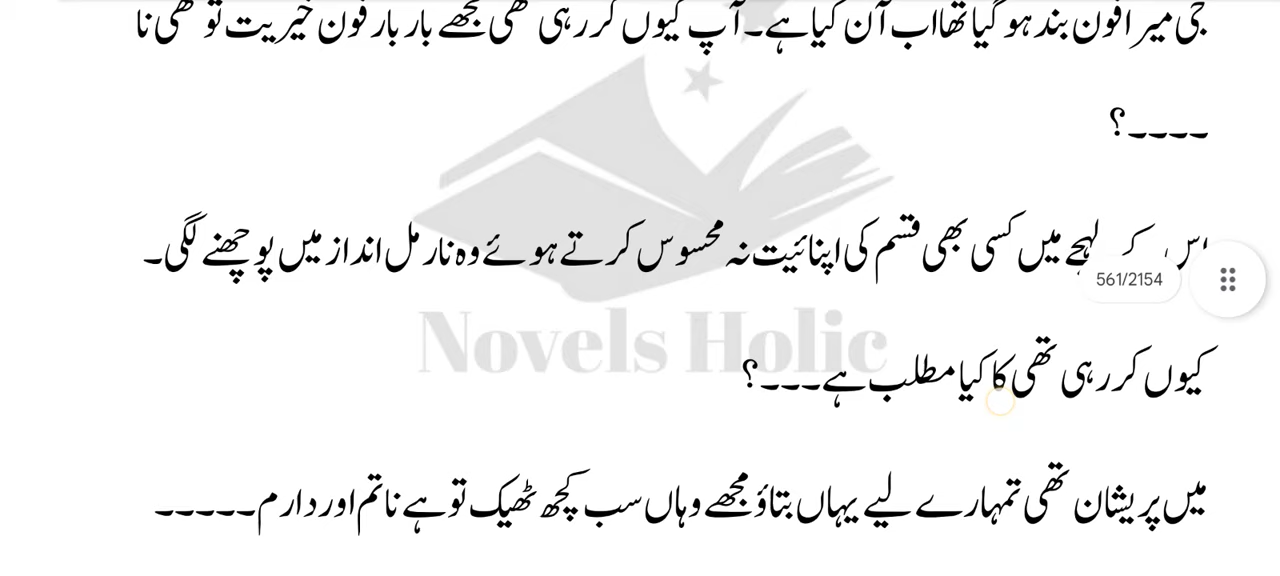 جی میرا فون بند ہو گیا تھا اب آن کیا ہے۔ آپ کیوں کر رہی تھی مجھے بار بار فون خیریت تو تھی نا
۔۔۔۔؟
اس کے لہجے میں کسی بھی قسم کی اپنائیت نہ محسوس کرتے ہوئے وہ نارمل انداز میں پوچھنے لگی۔
561/2154
Novels Holic
کیوں کر رہی تھی کا کیا مطلب ہے۔۔۔؟
میں پریشان تھی تمہارے لیے یہاں بتاؤ مجھے وہاں سب کچھ ٹھیک تو ہے نا تم اور دارم۔۔۔۔۔